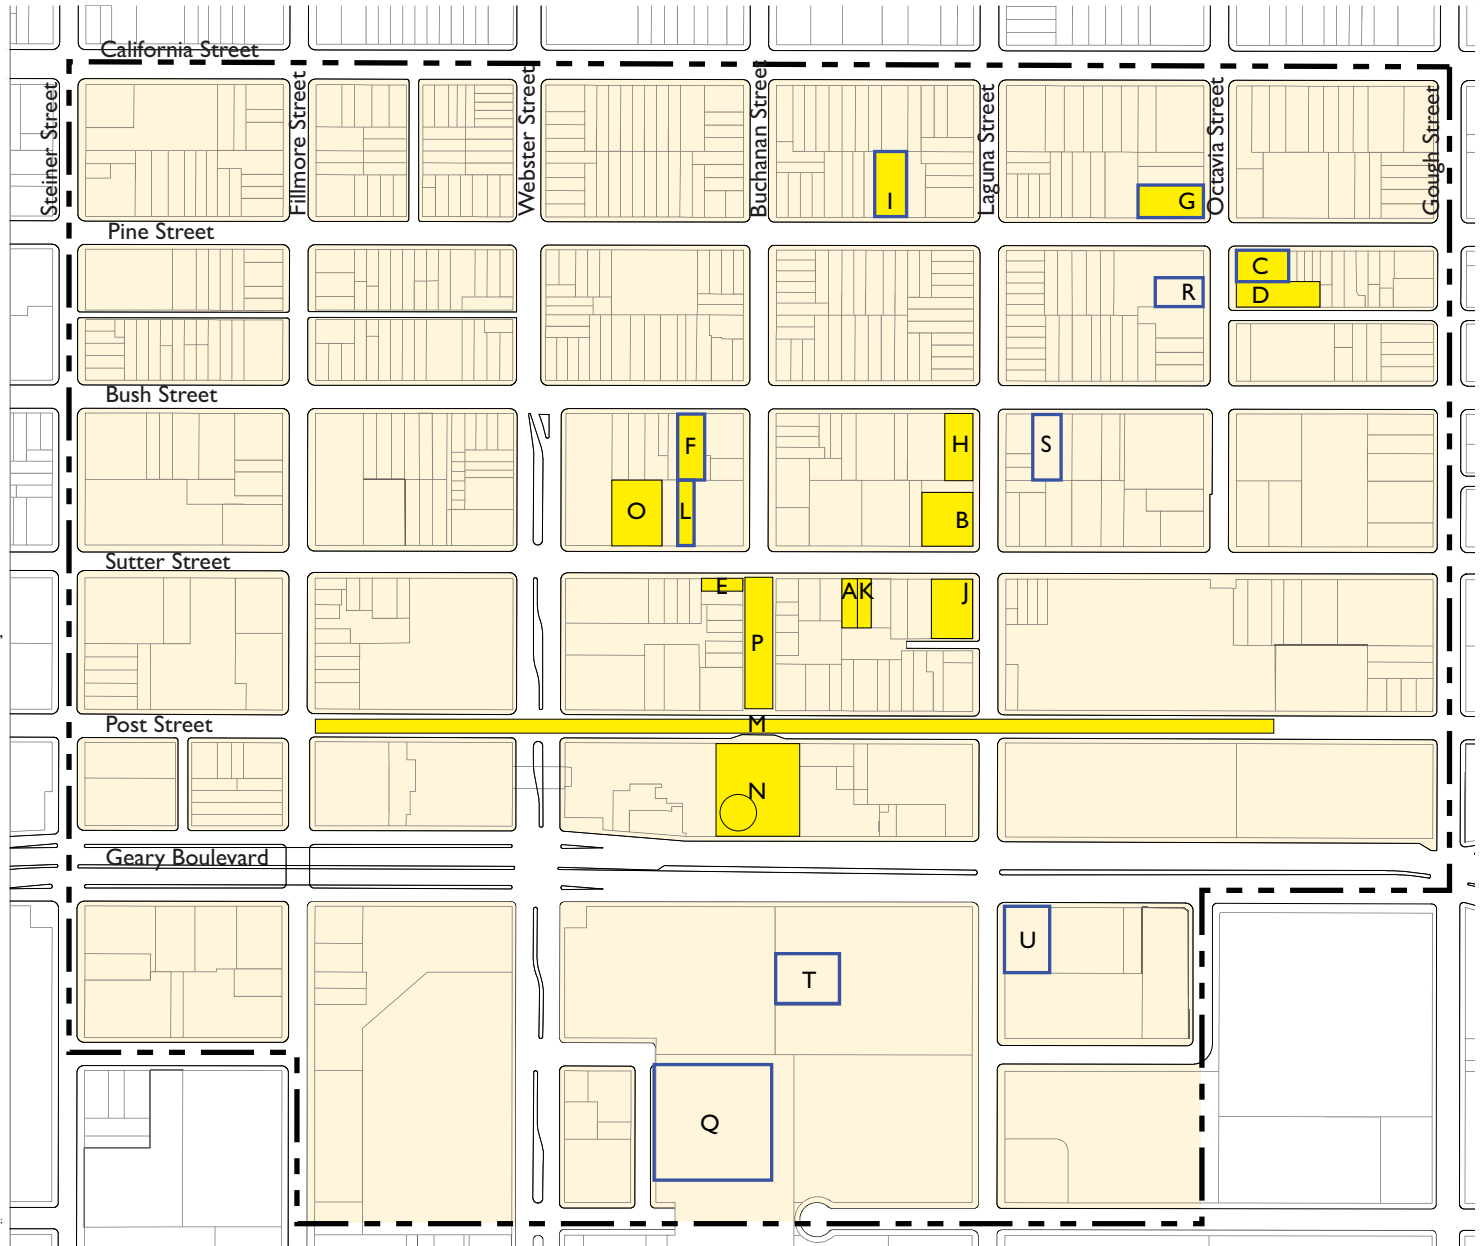 California Street
Steiner Street
Fillmore Street
Webster Street
Buchanan Street
Laguna Street
Octavia Street
Gough Street
I
G
Pine Street
C
R
D
Bush Street
F
H
S
O
L
B
Sutter Street
E
A K
J
P
Post Street
M
N
Geary Boulevard
U
T
Q